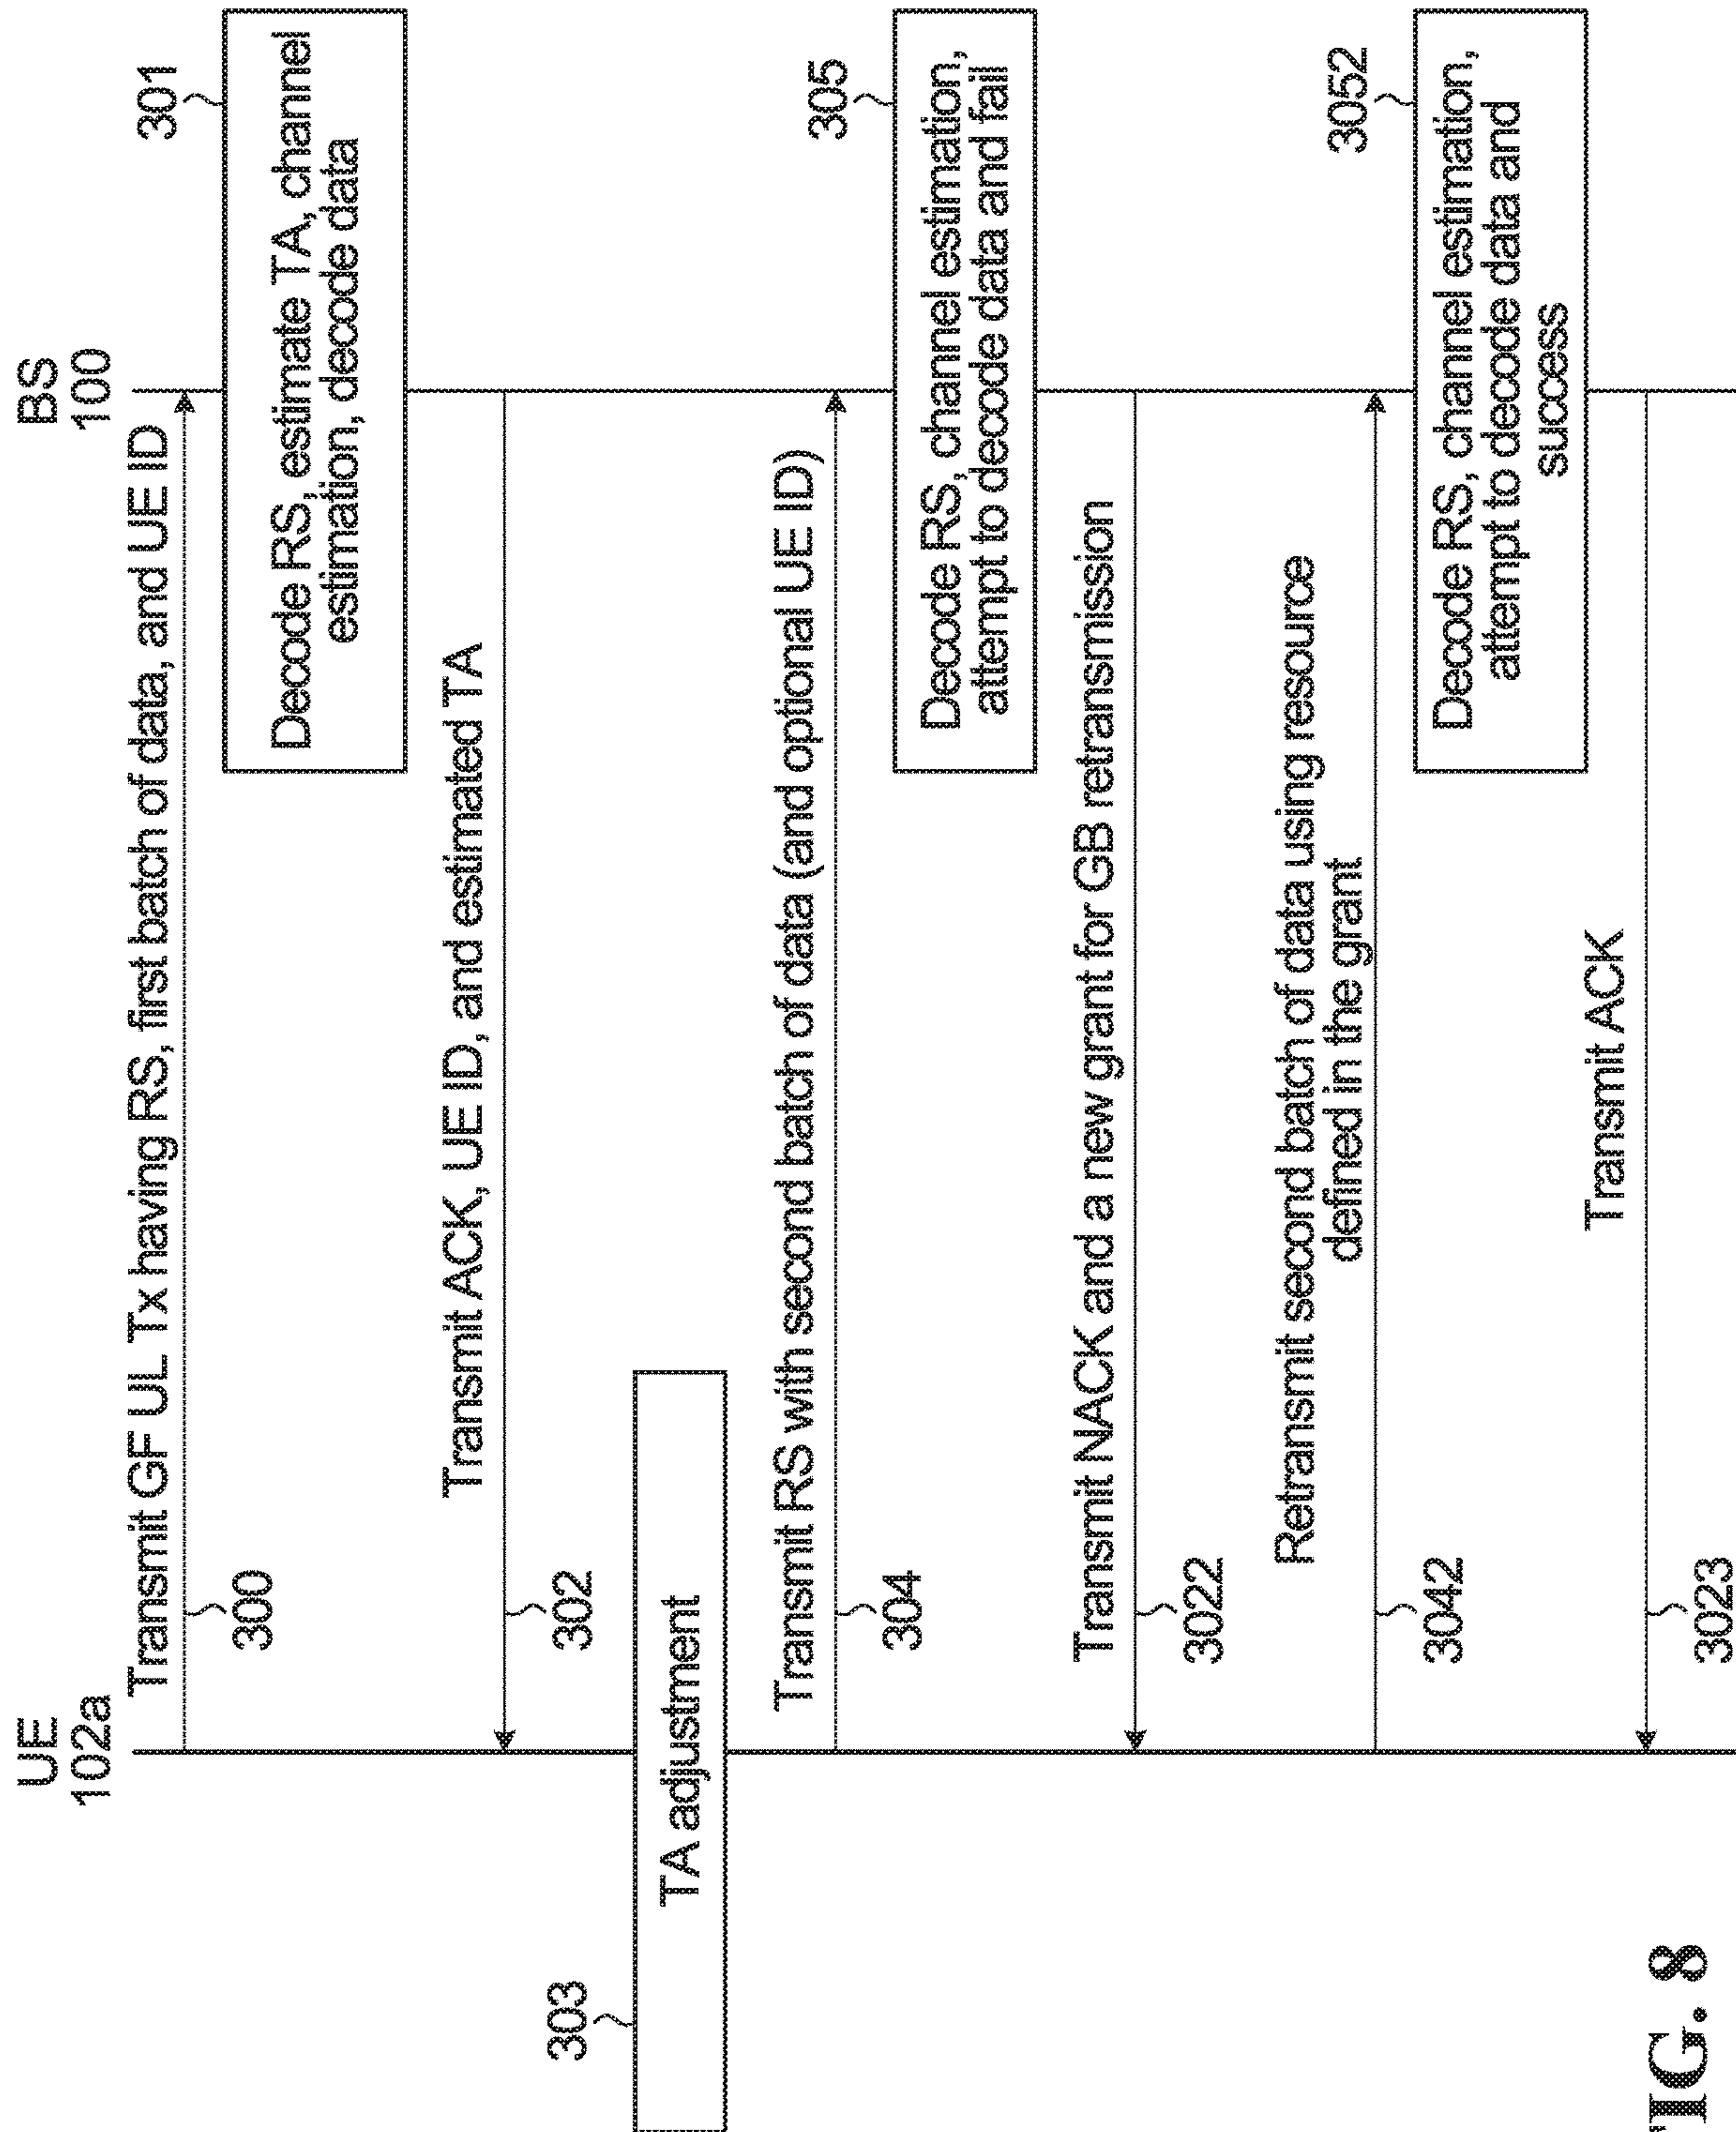 UE
102a
BS
100
Transmit GF UL Tx having RS, first batch of data, and UE ID
300
301
Decode RS, estimate TA, channel
estimation, decode data
Transmit ACK, UE ID, and estimated TA
302
303
TA adjustment
Transmit RS with second batch of data (and optional UE ID)
304
305
Decode RS, channel estimation,
attempt to decode data and fail
Transmit NACK and a new grant for GB retransmission
3022
Retransmit second batch of data using resource
defined in the grant
3042
3052
Decode RS, channel estimation,
attempt to decode data and
success
Transmit ACK
3023
FIG. 8